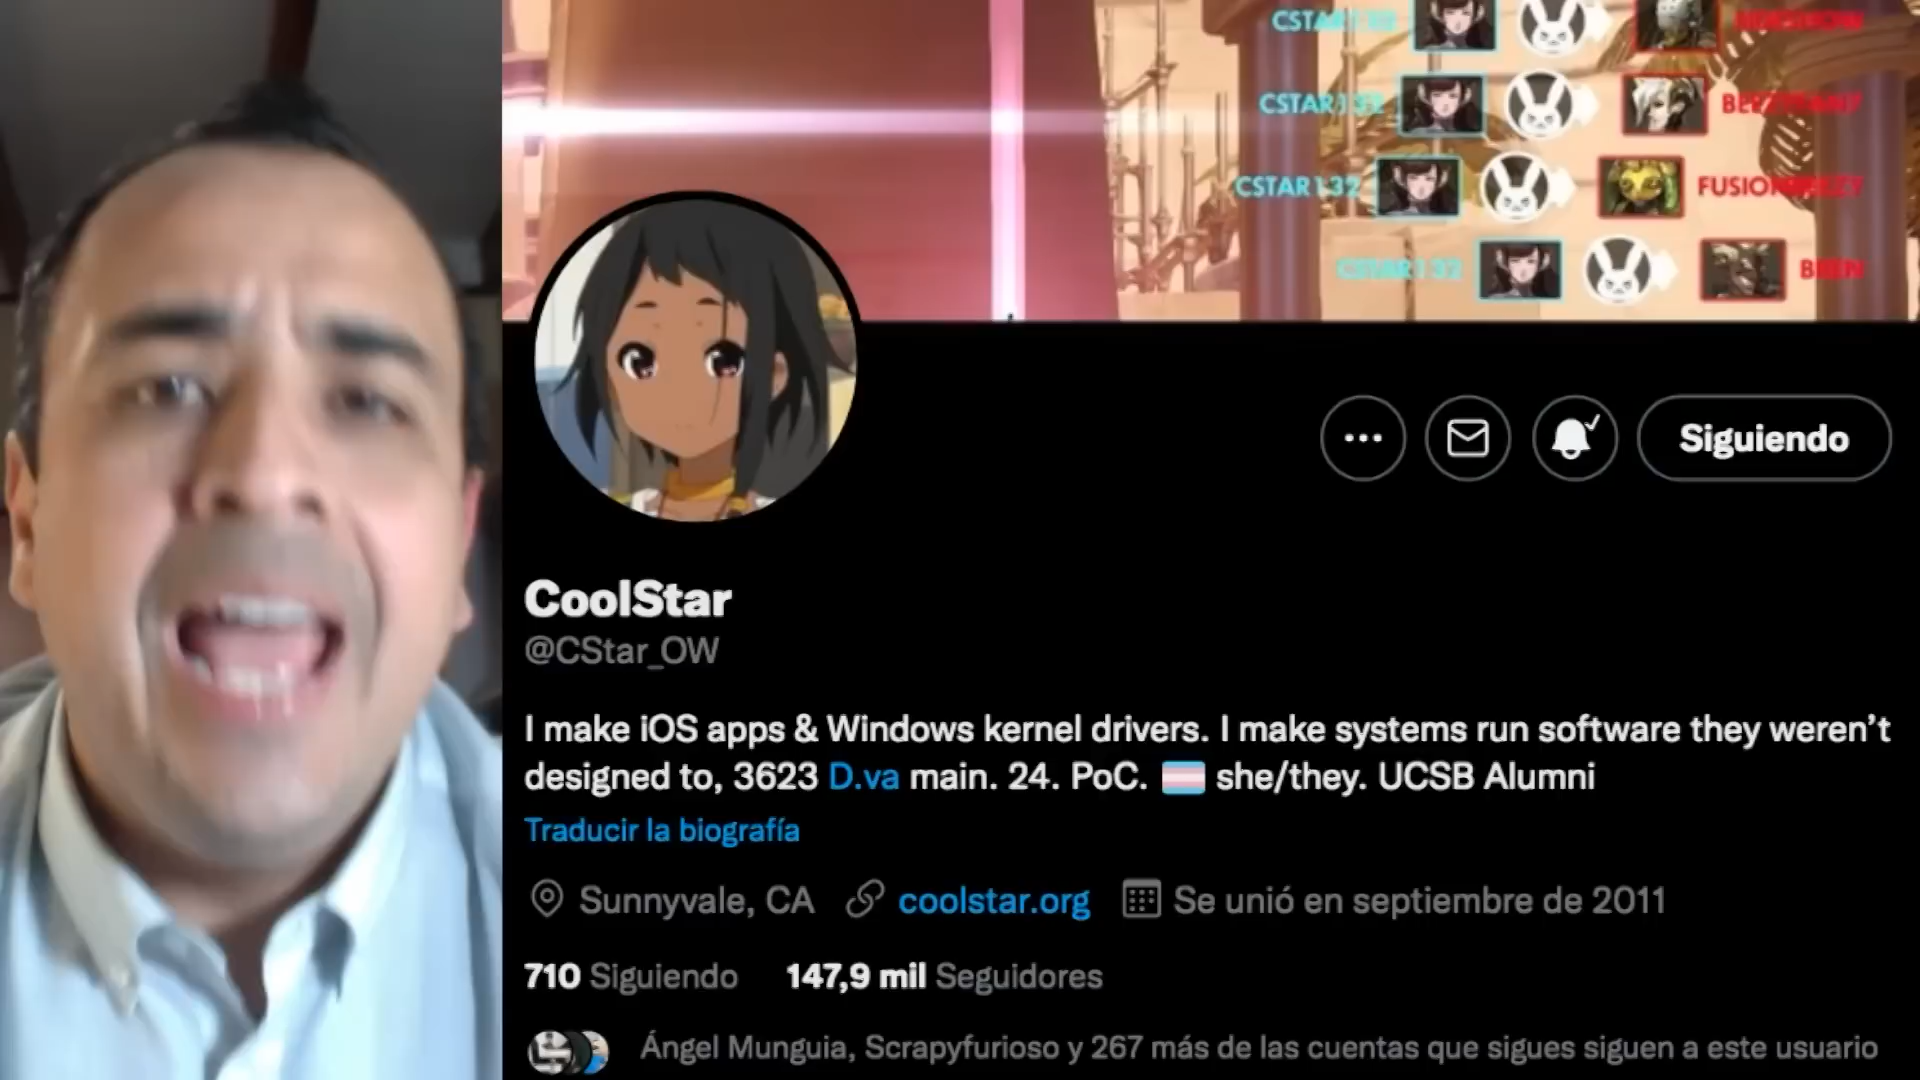 CSTAR132
CSTAR132
CSTAR132
CSTAR132
CoolStar
@CStar_OW
I make iOS apps & Windows kernel drivers. I make systems run software they weren't
designed to, 3623 D.va main. 24. PoC. she/they. UCSB Alumni
Traducir la biografía
Sunnyvale, CA coolstar.org Se unió en septiembre de 2011
710 Siguiendo 147,9 mil Seguidores
Ángel Munguia, Scrapyfurioso y 267 más de las cuentas que sigues siguen a este usuario
Siguiendo